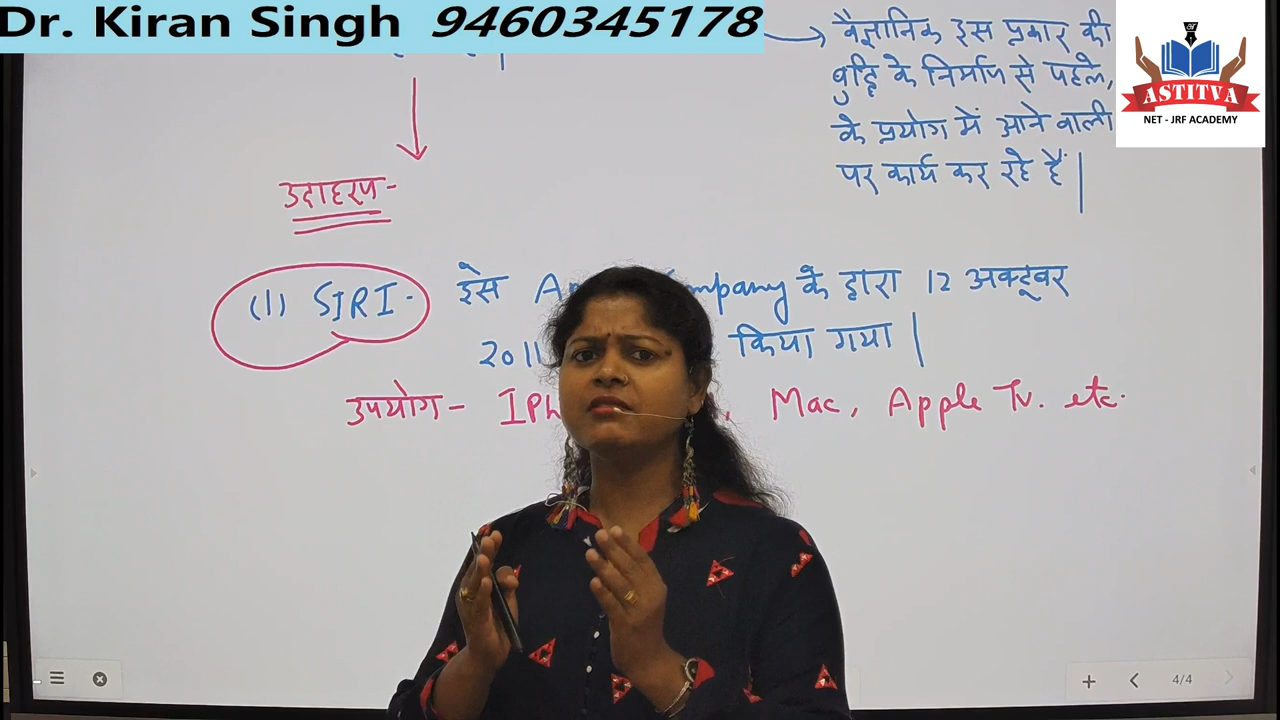 Dr. Kiran Singh 9460345178
ASTITVA
NET - JRF ACADEMY
वैज्ञानिक इस प्रकार की
बुद्धि के निर्माण से पहले,
के प्रयोग में आने वाली
पर कार्य कर रहे हैं|
उदाहरण-
(1) SIRI- इसे Company के द्वारा 12 अक्टूबर
2011 किया गया|
उपयोग- Mac, Apple Tv. etc.
4/4